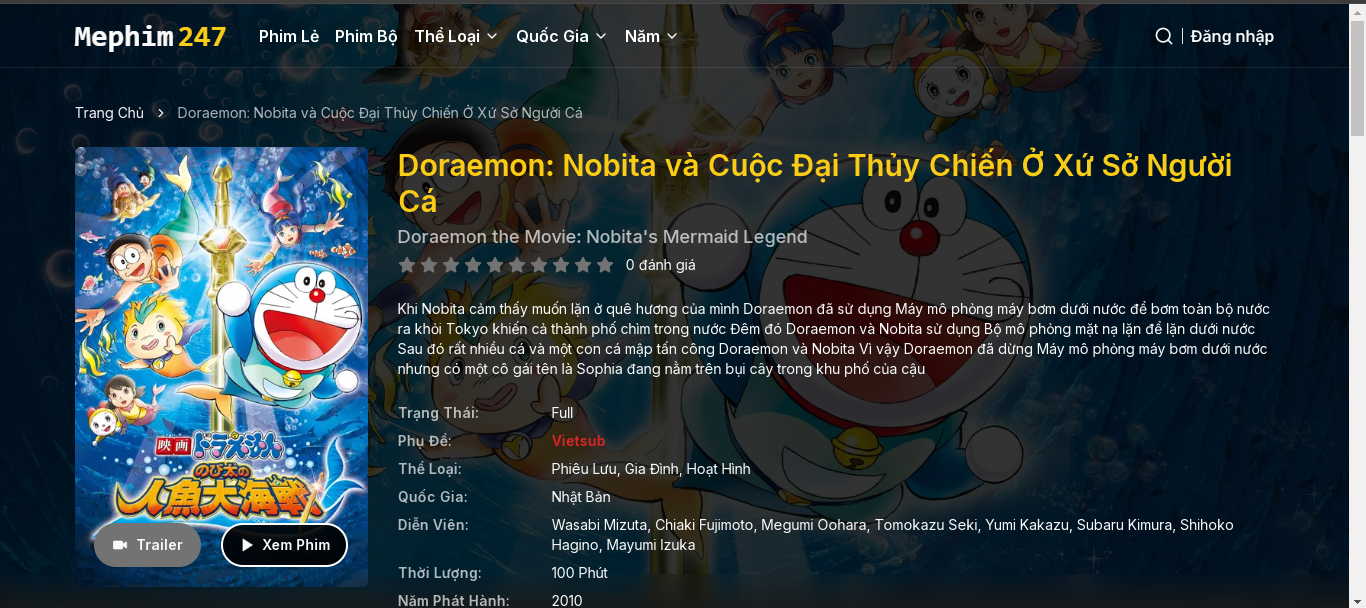 Mephim 247 Phim Lẻ Phim Bộ Thể Loại Quốc Gia Năm Đăng nhập
Trang Chủ Doraemon: Nobita và Cuộc Đại Thủy Chiến Ở Xứ Sở Người Cá
Doraemon: Nobita và Cuộc Đại Thủy Chiến Ở Xứ Sở Người
Cá
Doraemon the Movie: Nobita's Mermaid Legend
0 đánh giá
Khi Nobita cảm thấy muốn lặn ở quê hương của mình Doraemon đã sử dụng Máy mô phỏng máy bơm dưới nước để bơm toàn bộ nước
ra khỏi Tokyo khiến cả thành phố chìm trong nước Đêm đó Doraemon và Nobita sử dụng Bộ mô phỏng mặt nạ lặn để lặn dưới nước
Sau đó rất nhiều cá và một con cá mập tấn công Doraemon và Nobita Vì vậy Doraemon đã dừng Máy mô phỏng máy bơm dưới nước
nhưng có một cô gái tên là Sophia đang nằm trên bụi cây trong khu phố của cậu
Trạng Thái: Full
Phụ Đề: Vietsub
Thể Loại: Phiêu Lưu, Gia Đình, Hoạt Hình
Quốc Gia: Nhật Bản
Diễn Viên: Wasabi Mizuta, Chiaki Fujimoto, Megumi Oohara, Tomokazu Seki, Yumi Kakazu, Subaru Kimura, Shihoko
Hagino, Mayumi Izuka
Thời Lượng: 100 Phút
Năm Phát Hành: 2010
映画 ドラえもん
のび太の
人魚大海戦
Trailer Xem Phim